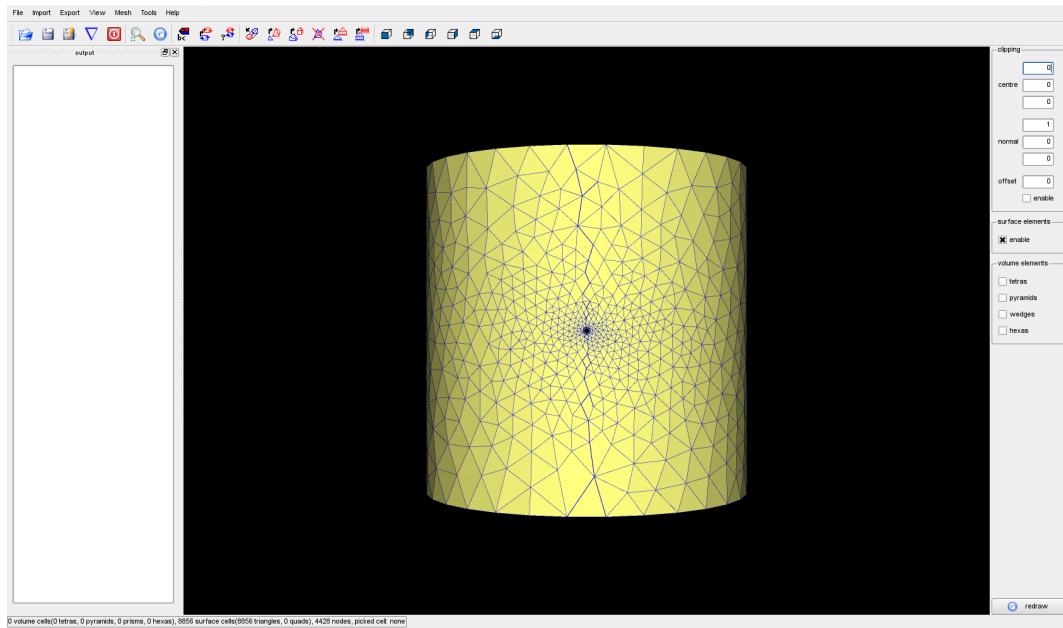 File Import Export View Mesh Tools Help
b<
?
output
clipping
0
centre 0
0
1
normal 0
0
offset 0
enable
surface elements
enable
volume elements
tetras
pyramids
wedges
hexas
redraw
0 volume cells(0 tetras, 0 pyramids, 0 prisms, 0 hexas), 8856 surface cells(8856 triangles, 0 quads), 4428 nodes, picked cell: none